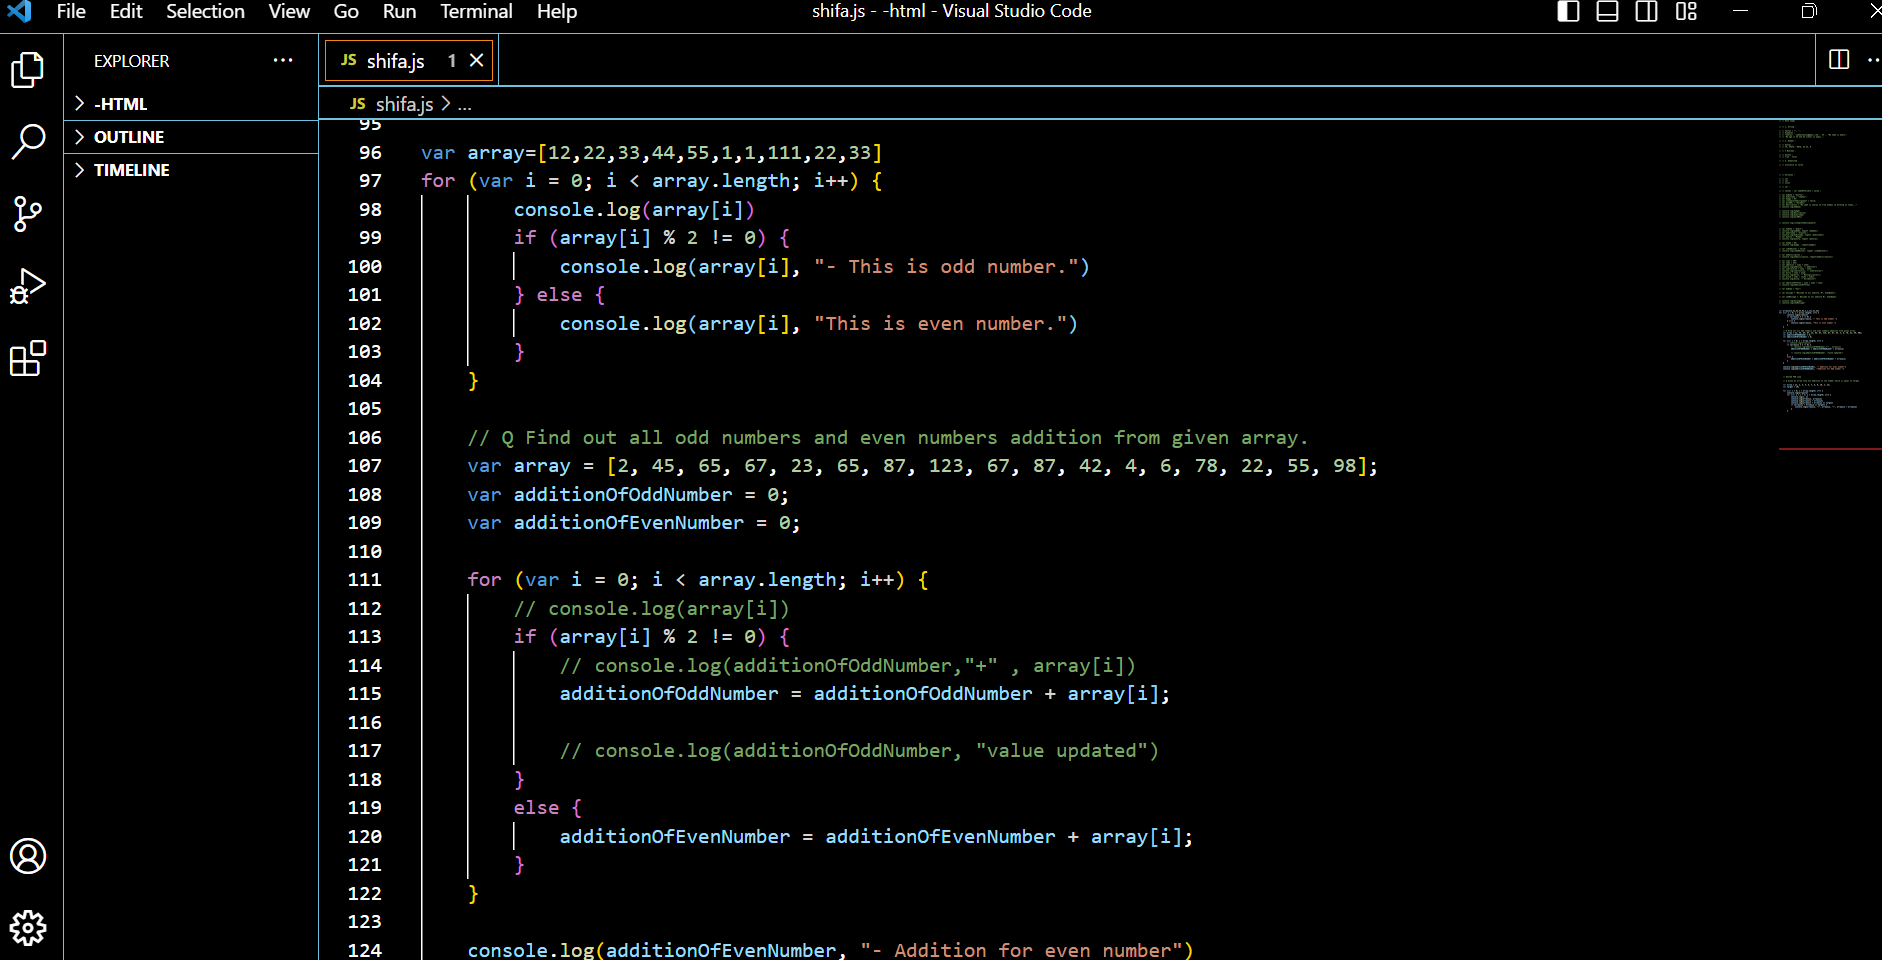 File Edit Selection View Go Run Terminal Help
shifa.js - -html - Visual Studio Code
EXPLORER
-HTML
OUTLINE
TIMELINE
JS shifa.js 1
JS shifa.js > ...
95
96 var array=[12,22,33,44,55,1,1,111,22,33]
97 for (var i = 0; i < array.length; i++) {
98 console.log(array[i])
99 if (array[i] % 2 != 0) {
100 console.log(array[i], "- This is odd number.")
101 } else {
102 console.log(array[i], "This is even number.")
103 }
104 }
105
106 // Q Find out all odd numbers and even numbers addition from given array.
107 var array = [2, 45, 65, 67, 23, 65, 87, 123, 67, 87, 42, 4, 6, 78, 22, 55, 98];
108 var additionOfOddNumber = 0;
109 var additionOfEvenNumber = 0;
110
111 for (var i = 0; i < array.length; i++) {
112 // console.log(array[i])
113 if (array[i] % 2 != 0) {
114 // console.log(additionOfOddNumber,"+" , array[i])
115 additionOfOddNumber = additionOfOddNumber + array[i];
116
117 // console.log(additionOfOddNumber, "value updated")
118 }
119 else {
120 additionOfEvenNumber = additionOfEvenNumber + array[i];
121 }
122 }
123
124 console.log(additionOfEvenNumber, "- Addition for even number")